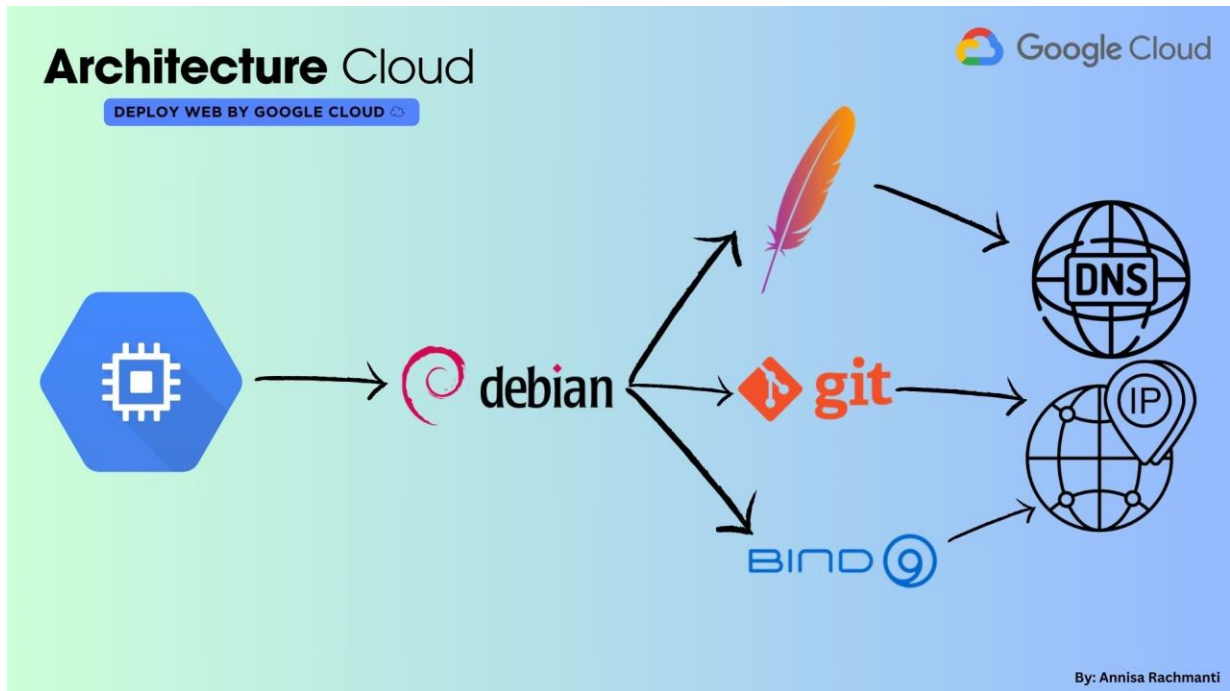 Architecture Cloud
Google Cloud
DEPLOY WEB BY GOOGLE CLOUD
DNS
debian
git
IP
BIND 9
By: Annisa Rachmanti